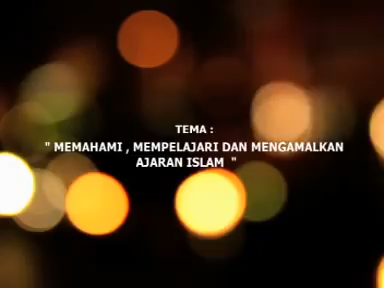 TEMA :
" MEMAHAMI , MEMPELAJARI DAN MENGAMALKAN
AJARAN ISLAM "